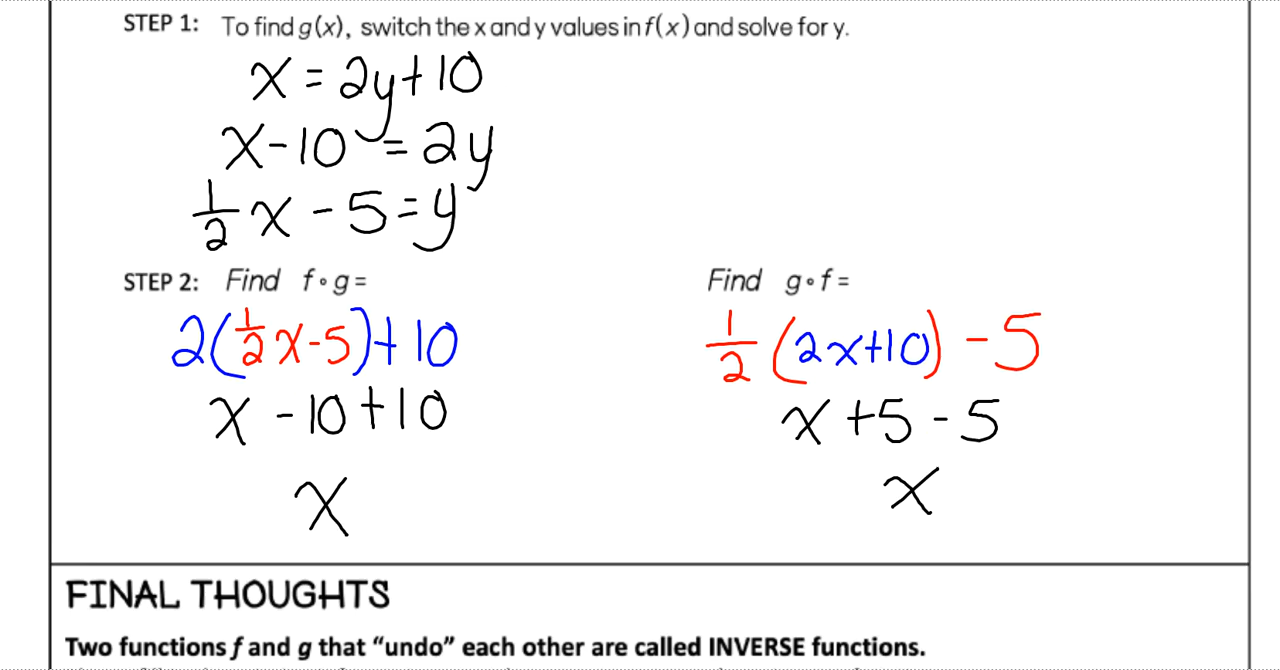 STEP 1: To find g(x), switch the x and y values in f(x) and solve for y.
x = 2y + 10
x - 10 = 2y
1/2 x - 5 = y
STEP 2: Find f∘g =
2(1/2 x - 5) + 10
x - 10 + 10
x
Find g∘f =
1/2 (2x + 10) - 5
x + 5 - 5
x
FINAL THOUGHTS
Two functions f and g that “undo” each other are called INVERSE functions.